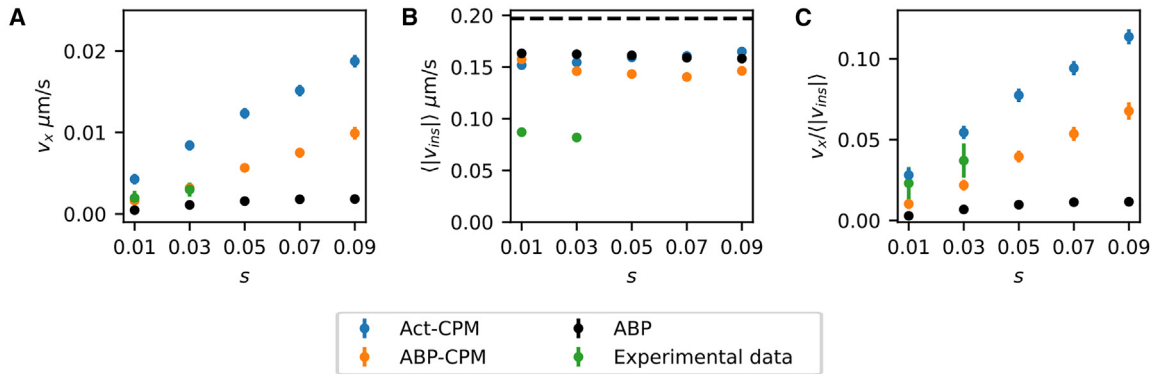 A
0.02
0.01
0.00
v_x μm/s
0.01 0.03 0.05 0.07 0.09
s
B
0.20
0.15
0.10
0.05
0.00
⟨|v_ins|⟩ μm/s
0.01 0.03 0.05 0.07 0.09
s
C
0.10
0.05
0.00
v_x/⟨|v_ins|⟩
0.01 0.03 0.05 0.07 0.09
s
Act-CPM
ABP-CPM
ABP
Experimental data